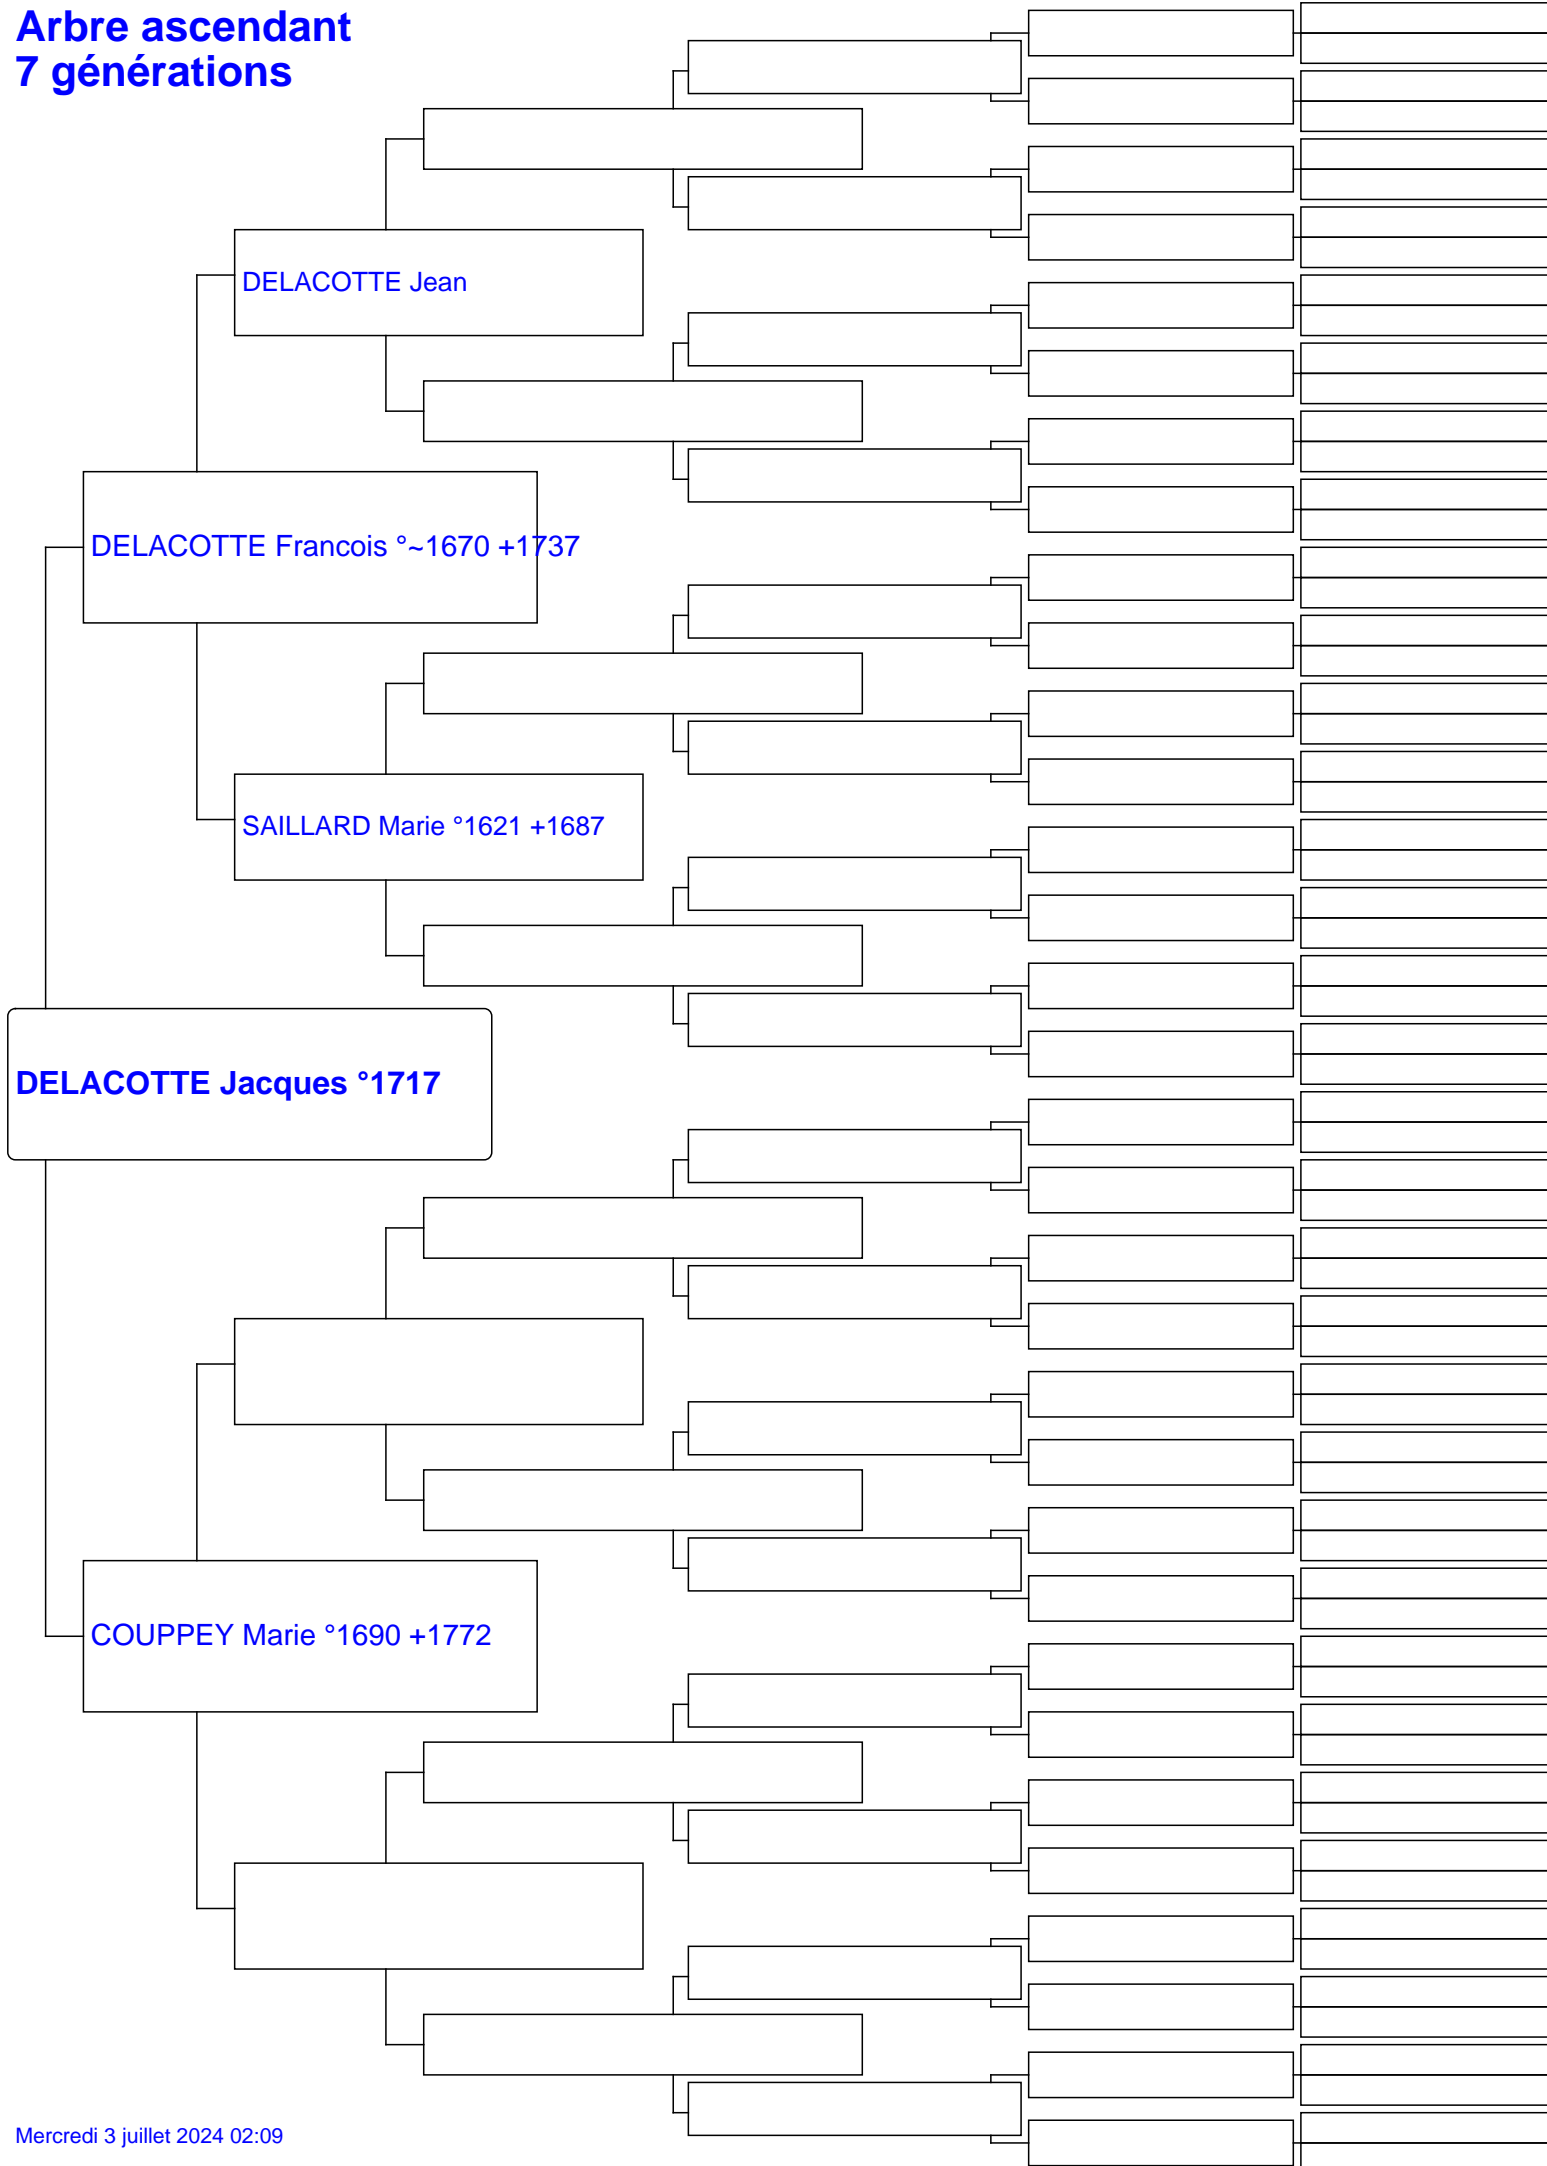 Arbre ascendant
7 générations
DELACOTTE Jean
DELACOTTE Francois °~1670 +1737
SAILLARD Marie °1621 +1687
DELACOTTE Jacques °1717
COUPPEY Marie °1690 +1772
Mercredi 3 juillet 2024 02:09